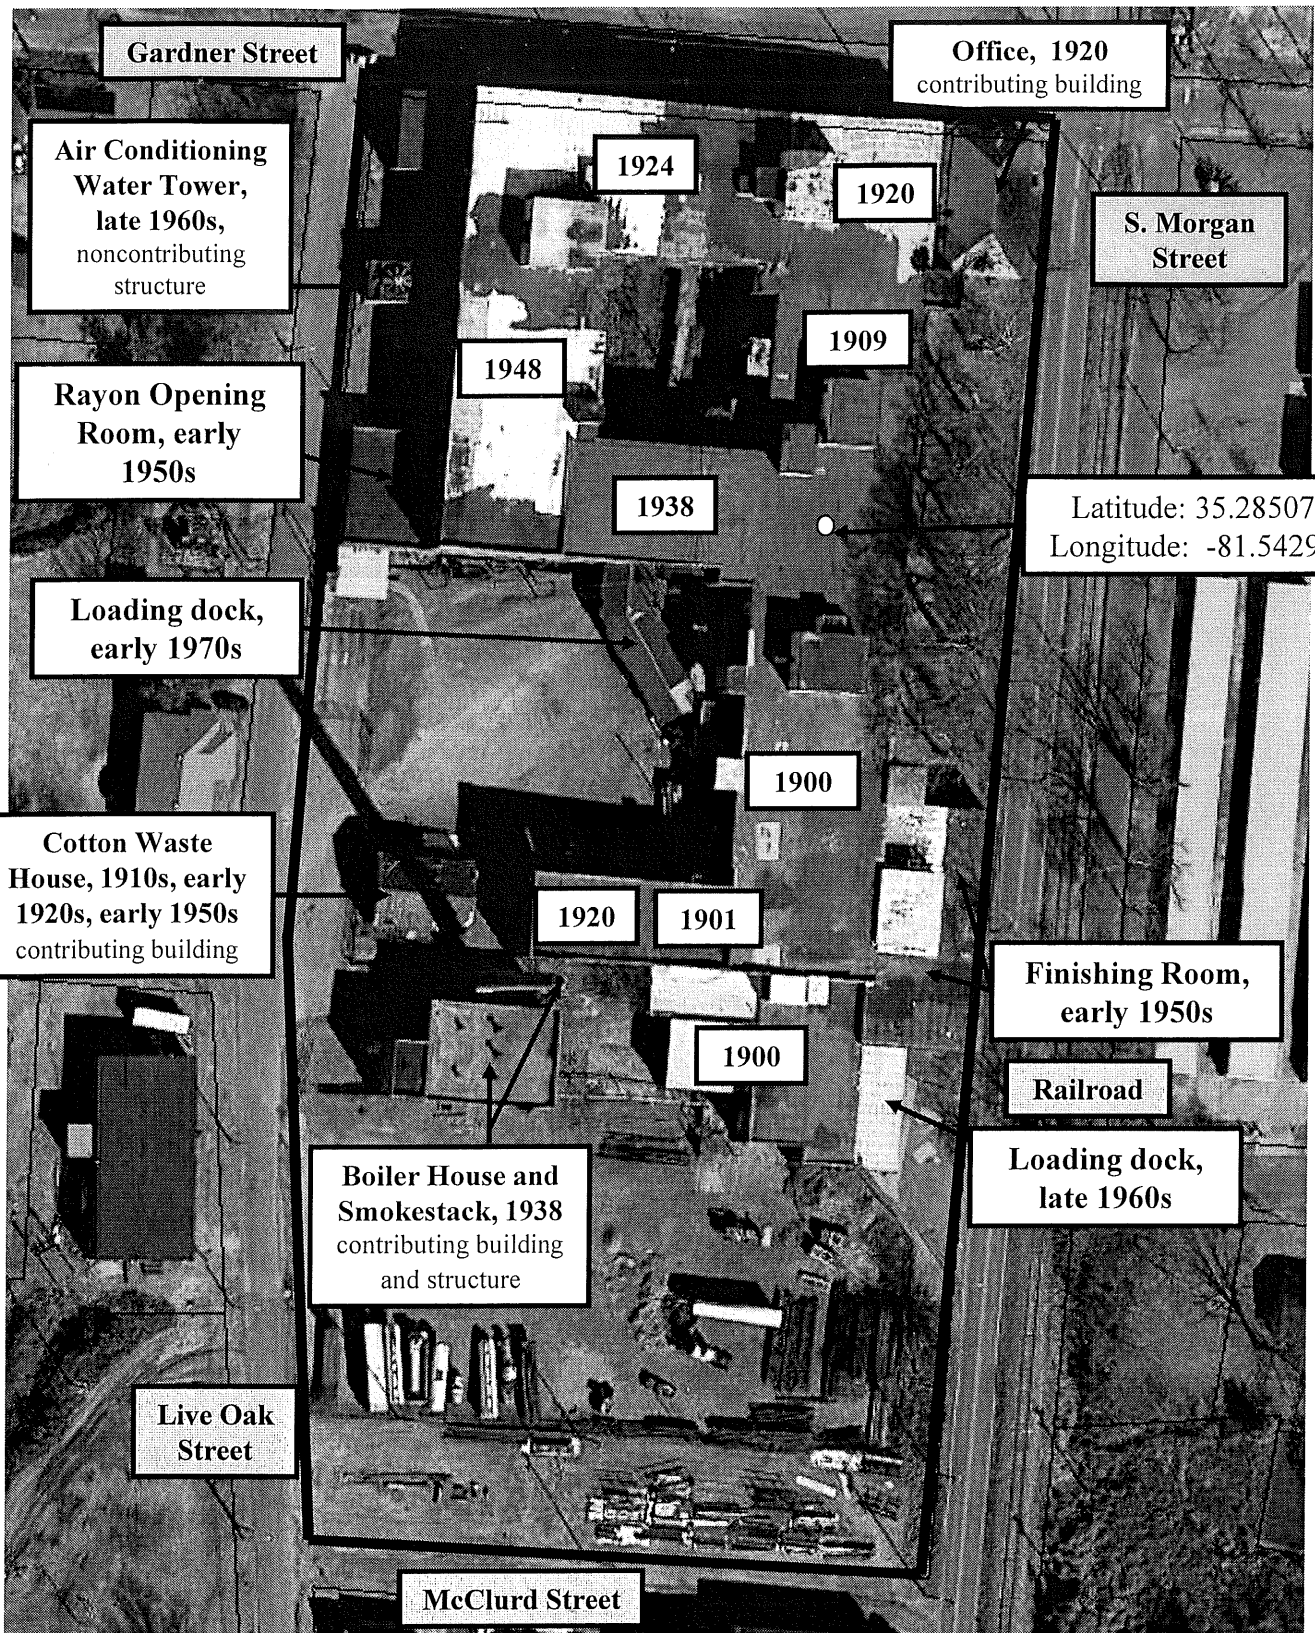 Gardner Street
Office, 1920
contributing building
Air Conditioning
Water Tower,
late 1960s,
noncontributing
structure
1924
1920
S. Morgan
Street
1909
1948
Rayon Opening
Room, early
1950s
1938
Latitude: 35.28507
Longitude: -81.5429
Loading dock,
early 1970s
1900
Cotton Waste
House, 1910s, early
1920s, early 1950s
contributing building
1920
1901
Finishing Room,
early 1950s
1900
Railroad
Loading dock,
late 1960s
Boiler House and
Smokestack, 1938
contributing building
and structure
Live Oak
Street
McClurd Street